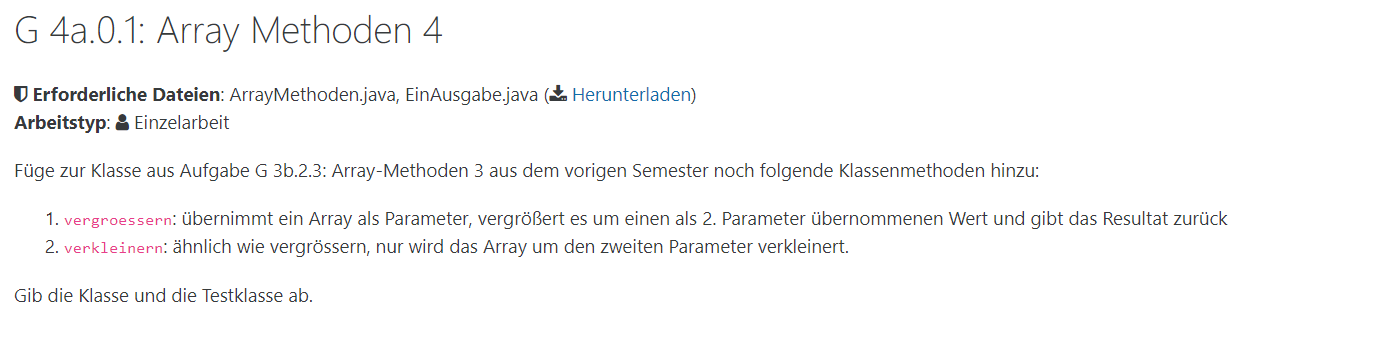 G 4a.0.1: Array Methoden 4
Erforderliche Dateien: ArrayMethoden.java, EinAusgabe.java (Herunterladen)
Arbeitstyp: Einzelarbeit
Füge zur Klasse aus Aufgabe G 3b.2.3: Array-Methoden 3 aus dem vorigen Semester noch folgende Klassenmethoden hinzu:
1. vergroessern: übernimmt ein Array als Parameter, vergrößert es um einen als 2. Parameter übernommenen Wert und gibt das Resultat zurück
2. verkleinern: ähnlich wie vergrössern, nur wird das Array um den zweiten Parameter verkleinert.
Gib die Klasse und die Testklasse ab.